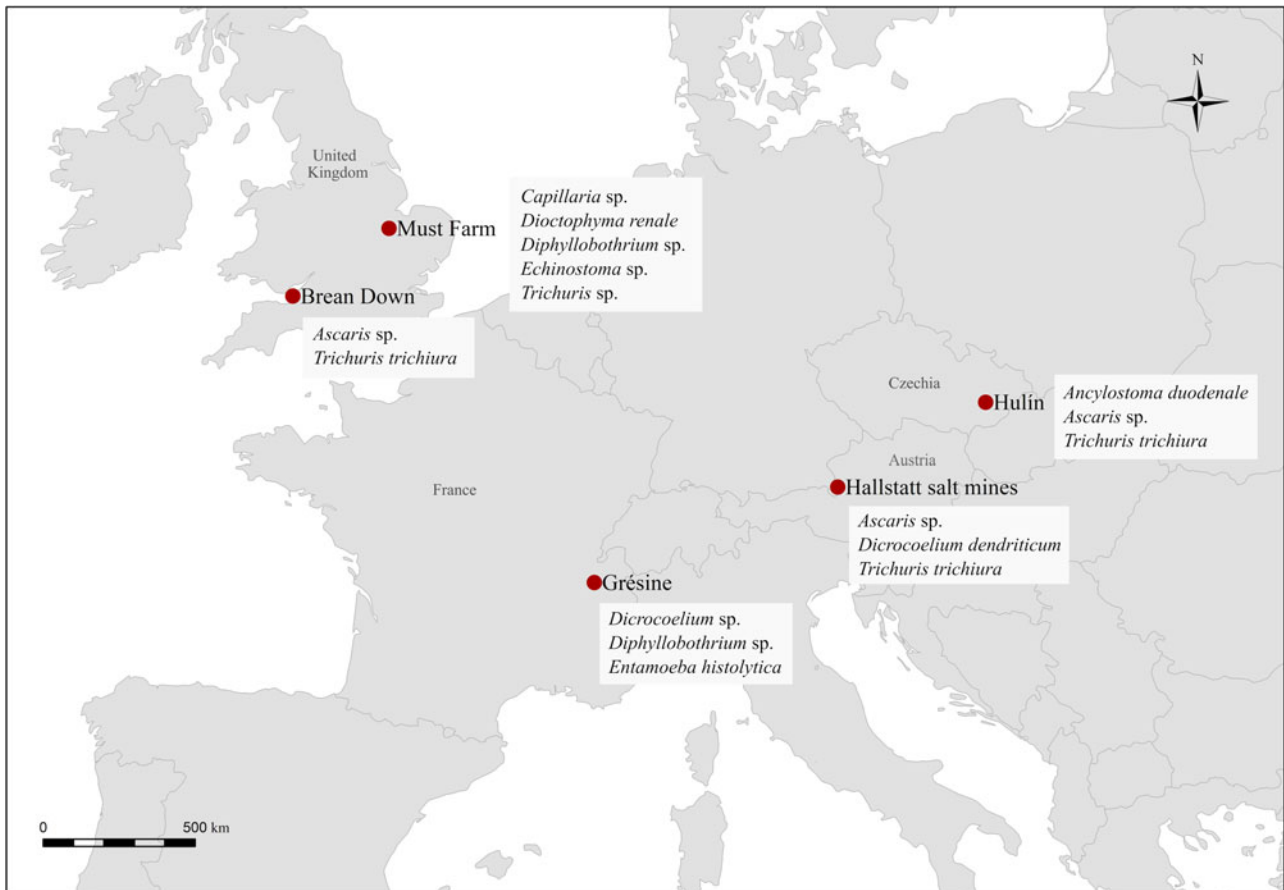 N
United
Kingdom
Must Farm
Capillaria sp.
Dioctophyma renale
Diphyllobothrium sp.
Echinostoma sp.
Trichuris sp.
Brean Down
Ascaris sp.
Trichuris trichiura
Czechia
Hulín
Ancylostoma duodenale
Ascaris sp.
Trichuris trichiura
Austria
Hallstatt salt mines
Ascaris sp.
Dicrocoelium dendriticum
Trichuris trichiura
France
Grésine
Dicrocoelium sp.
Diphyllobothrium sp.
Entamoeba histolytica
0 500 km